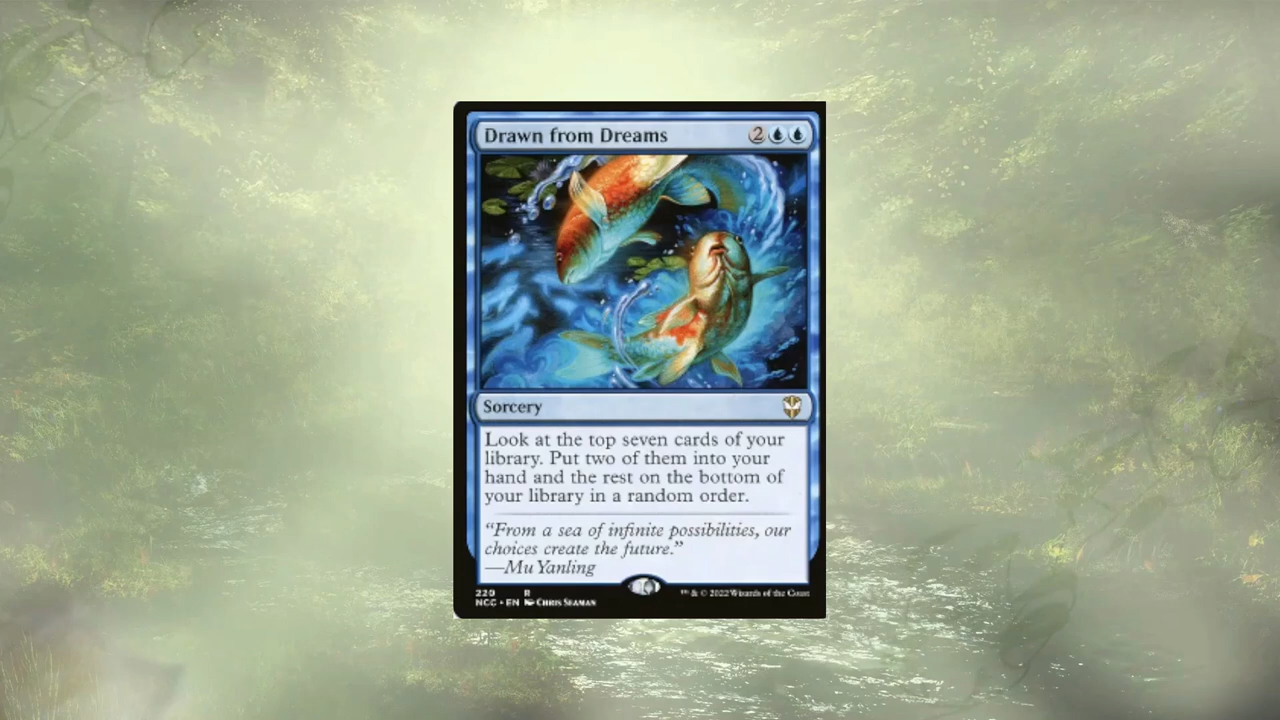 Drawn from Dreams 2
Sorcery
Look at the top seven cards of your
library. Put two of them into your
hand and the rest on the bottom of
your library in a random order.
“From a sea of infinite possibilities, our
choices create the future.”
—Mu Yanling
220 R
NCC • EN Chris Seaman
™ & © 2022 Wizards of the Coast